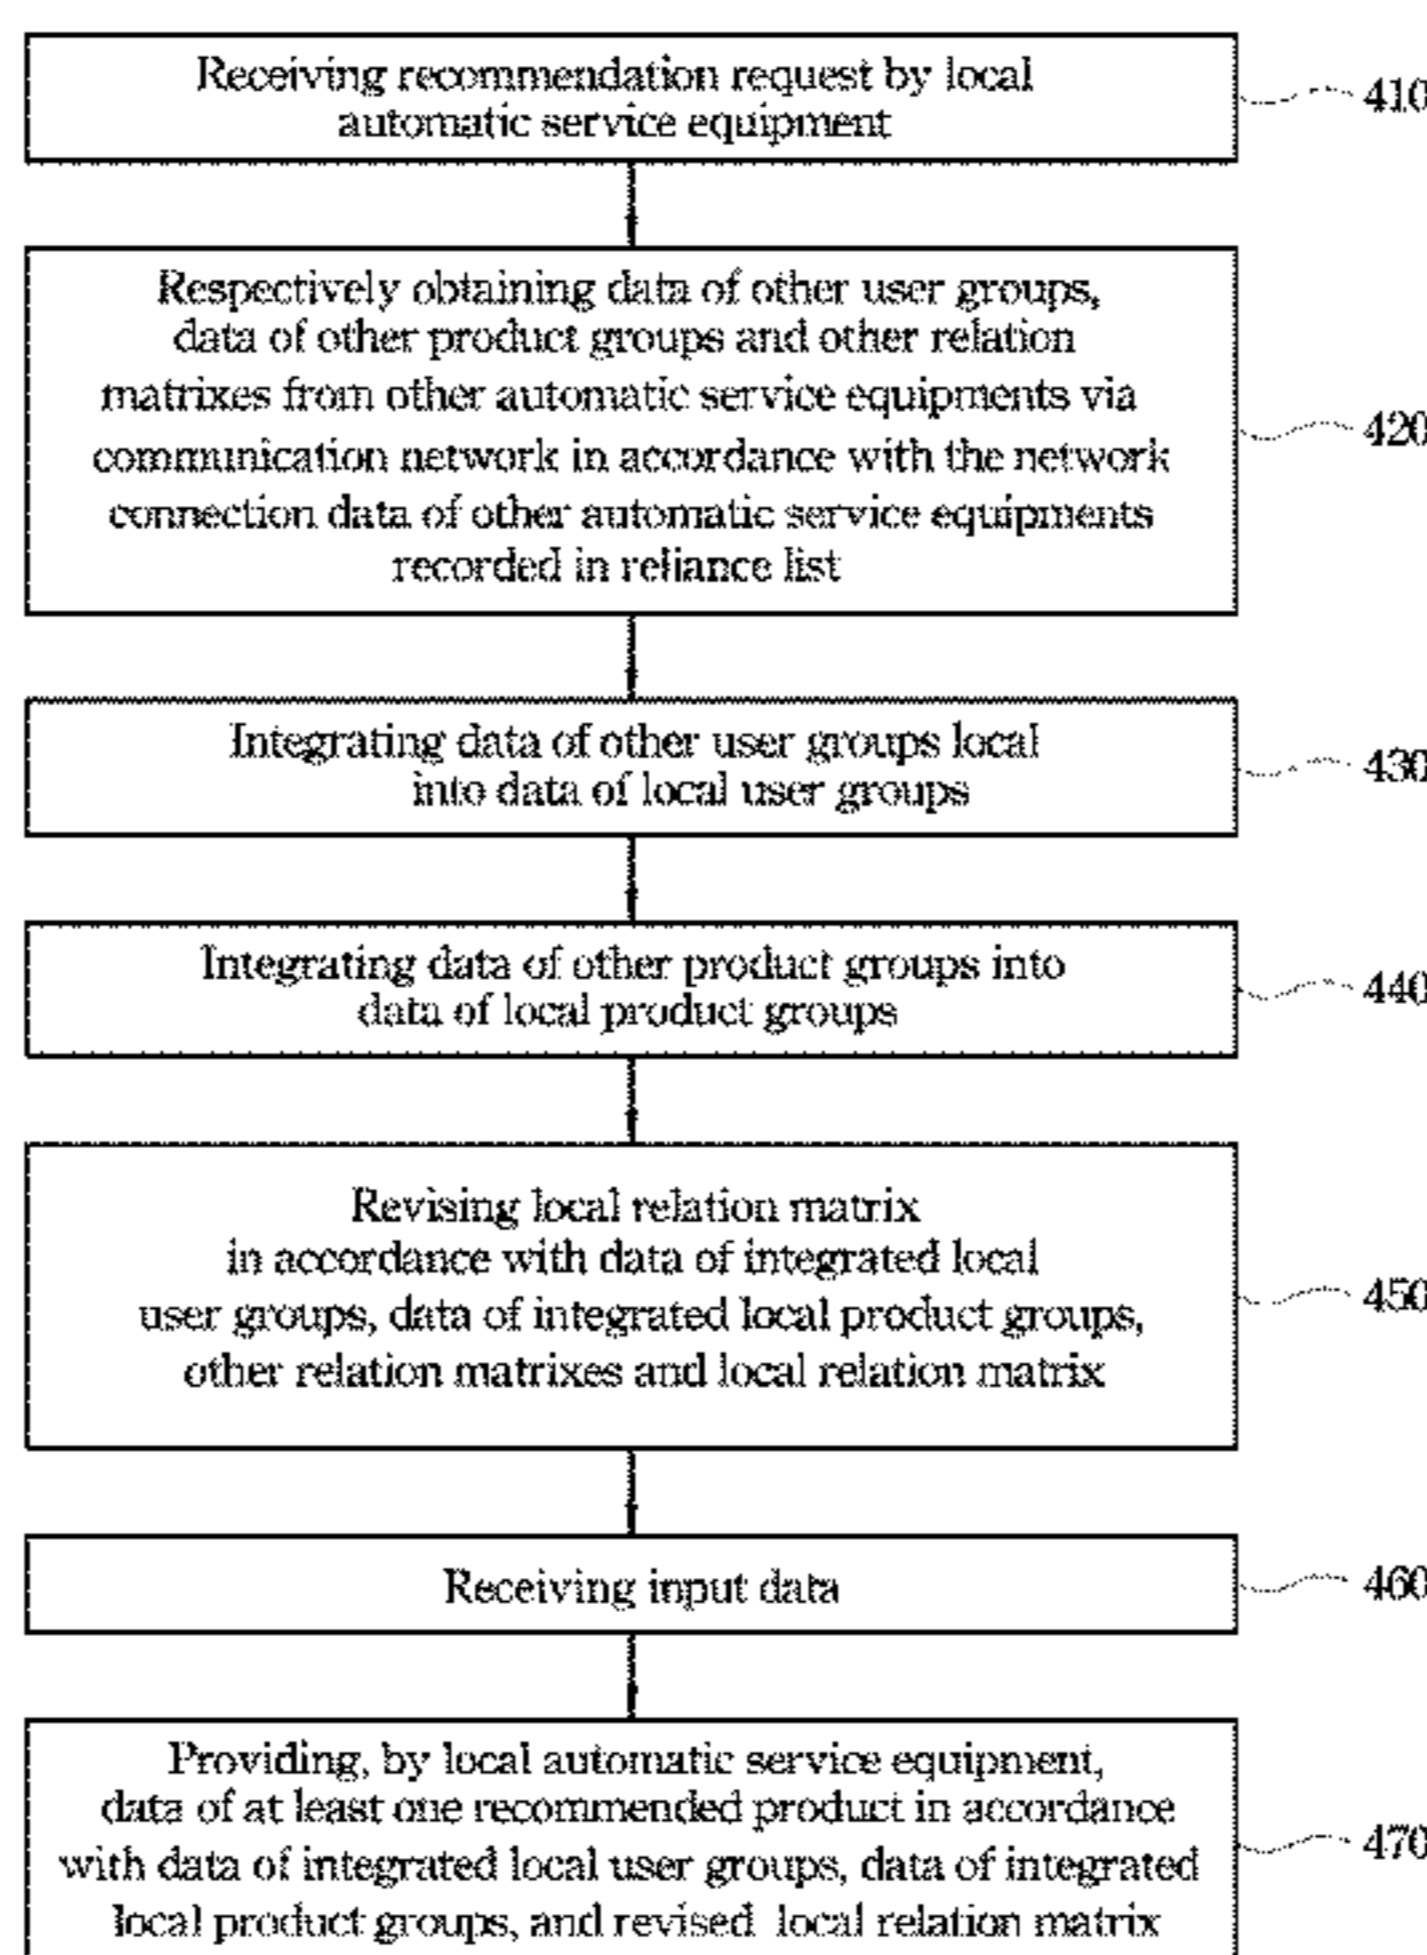 Receiving recommendation request by local
automatic service equipment
410
Respectively obtaining data of other user groups,
data of other product groups and other relation
matrixes from other automatic service equipments via
communication network in accordance with the network
connection data of other automatic service equipments
recorded in reliance list
420
Integrating data of other user groups local
into data of local user groups
430
Integrating data of other product groups into
data of local product groups
440
Revising local relation matrix
in accordance with data of integrated local
user groups, data of integrated local product groups,
other relation matrixes and local relation matrix
450
Receiving input data
460
Providing, by local automatic service equipment,
data of at least one recommended product in accordance
with data of integrated local user groups, data of integrated
local product groups, and revised local relation matrix
470